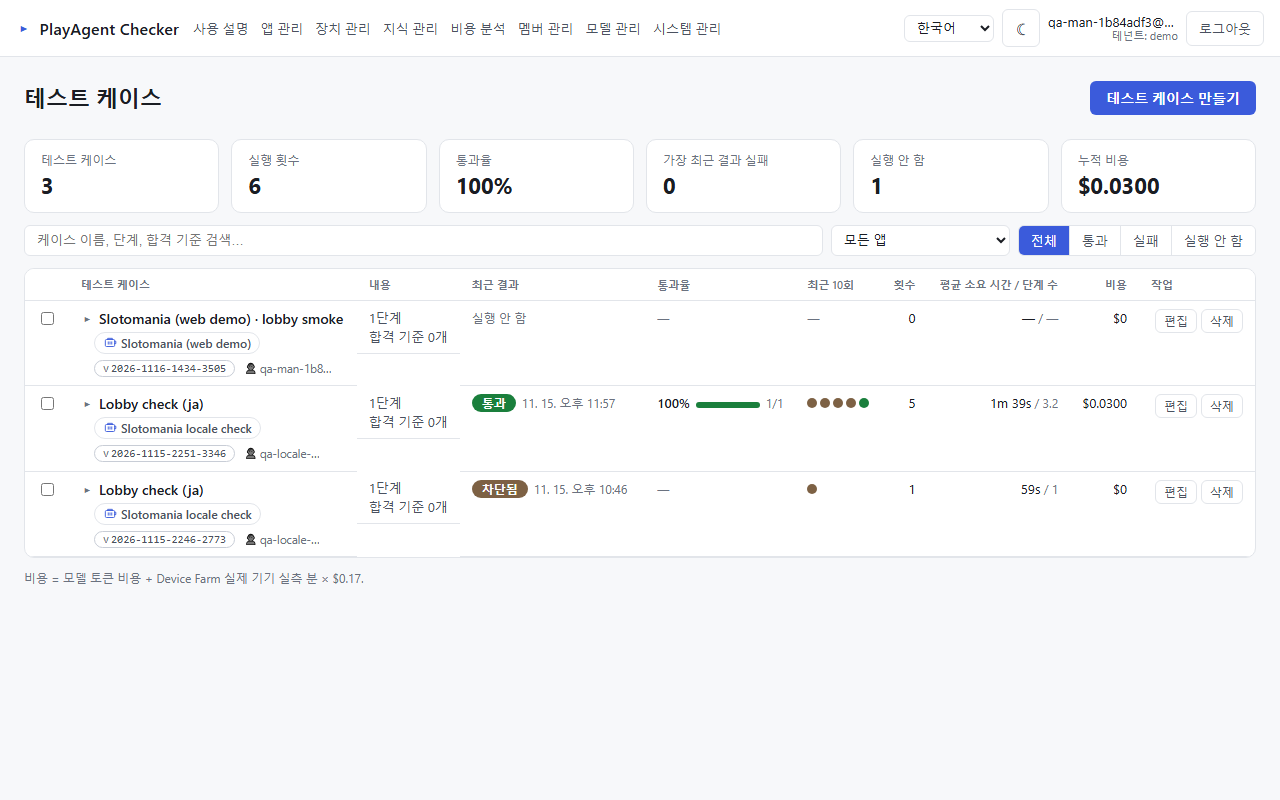 PlayAgent Checker 사용 설명 앱 관리 장치 관리 지식 관리 비용 분석 멤버 관리 모델 관리 시스템 관리 한국어 qa-man-1b84adf3@... 로그아웃
테넌트: demo
테스트 케이스 테스트 케이스 만들기
테스트 케이스 실행 횟수 통과율 가장 최근 결과 실패 실행 안 함 누적 비용
3 6 100% 0 1 $0.0300
케이스 이름, 단계, 합격 기준 검색... 모든 앱 전체 통과 실패 실행 안 함
테스트 케이스 내용 최근 결과 통과율 최근 10회 횟수 평균 소요 시간 / 단계 수 비용 작업
Slotomania (web demo) · lobby smoke 1단계 실행 안 함 — — 0 — / — $0 편집 삭제
Slotomania (web demo) 합격 기준 0개
v 2026-1116-1434-3505 qa-man-1b8...
Lobby check (ja) 1단계 통과 11. 15. 오후 11:57 100% 1/1 5 1m 39s / 3.2 $0.0300 편집 삭제
Slotomania locale check 합격 기준 0개
v 2026-1115-2251-3346 qa-locale-...
Lobby check (ja) 1단계 차단됨 11. 15. 오후 10:46 — 1 59s / 1 $0 편집 삭제
Slotomania locale check 합격 기준 0개
v 2026-1115-2246-2773 qa-locale-...
비용 = 모델 토큰 비용 + Device Farm 실제 기기 실측 분 × $0.17.